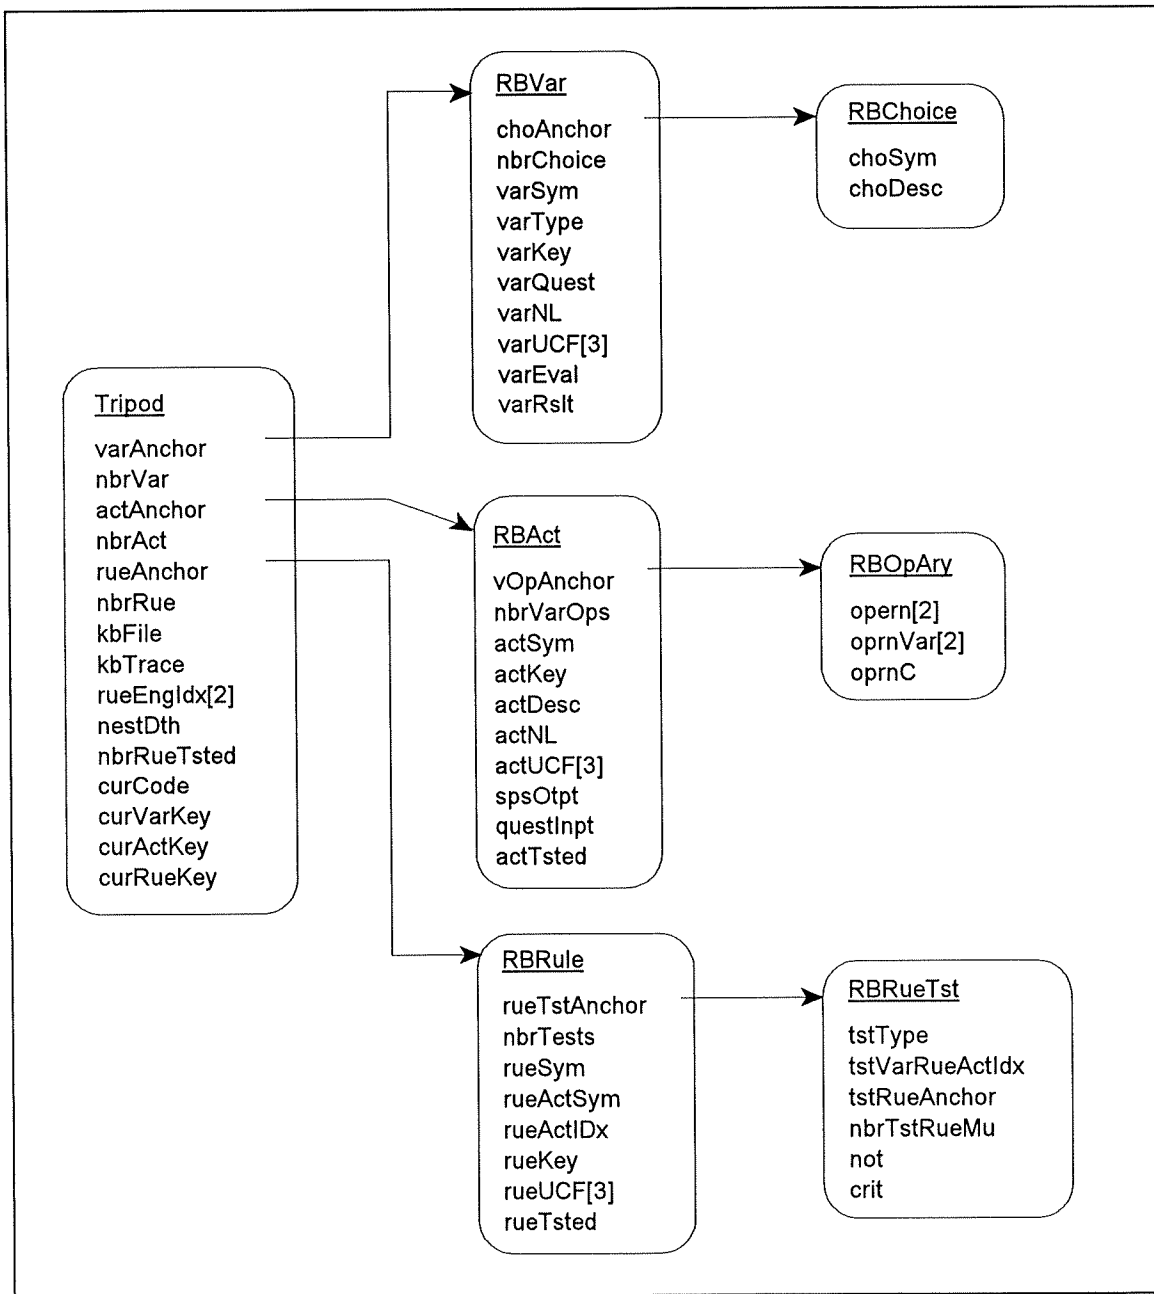 RBVar
choAnchor
nbrChoice
varSym
varType
varKey
varQuest
varNL
varUCF[3]
varEval
varRslt
RBChoice
choSym
choDesc
Tripod
varAnchor
nbrVar
actAnchor
nbrAct
rueAnchor
nbrRue
kbFile
kbTrace
rueEngIdx[2]
nestDth
nbrRueTsted
curCode
curVarKey
curActKey
curRueKey
RBAct
vOpAnchor
nbrVarOps
actSym
actKey
actDesc
actNL
actUCF[3]
spsOtpt
questInpt
actTsted
RBOpAry
opern[2]
oprnVar[2]
oprnC
RBRule
rueTstAnchor
nbrTests
rueSym
rueActSym
rueActIDx
rueKey
rueUCF[3]
rueTsted
RBRueTst
tstType
tstVarRueActIdx
tstRueAnchor
nbrTstRueMu
not
crit